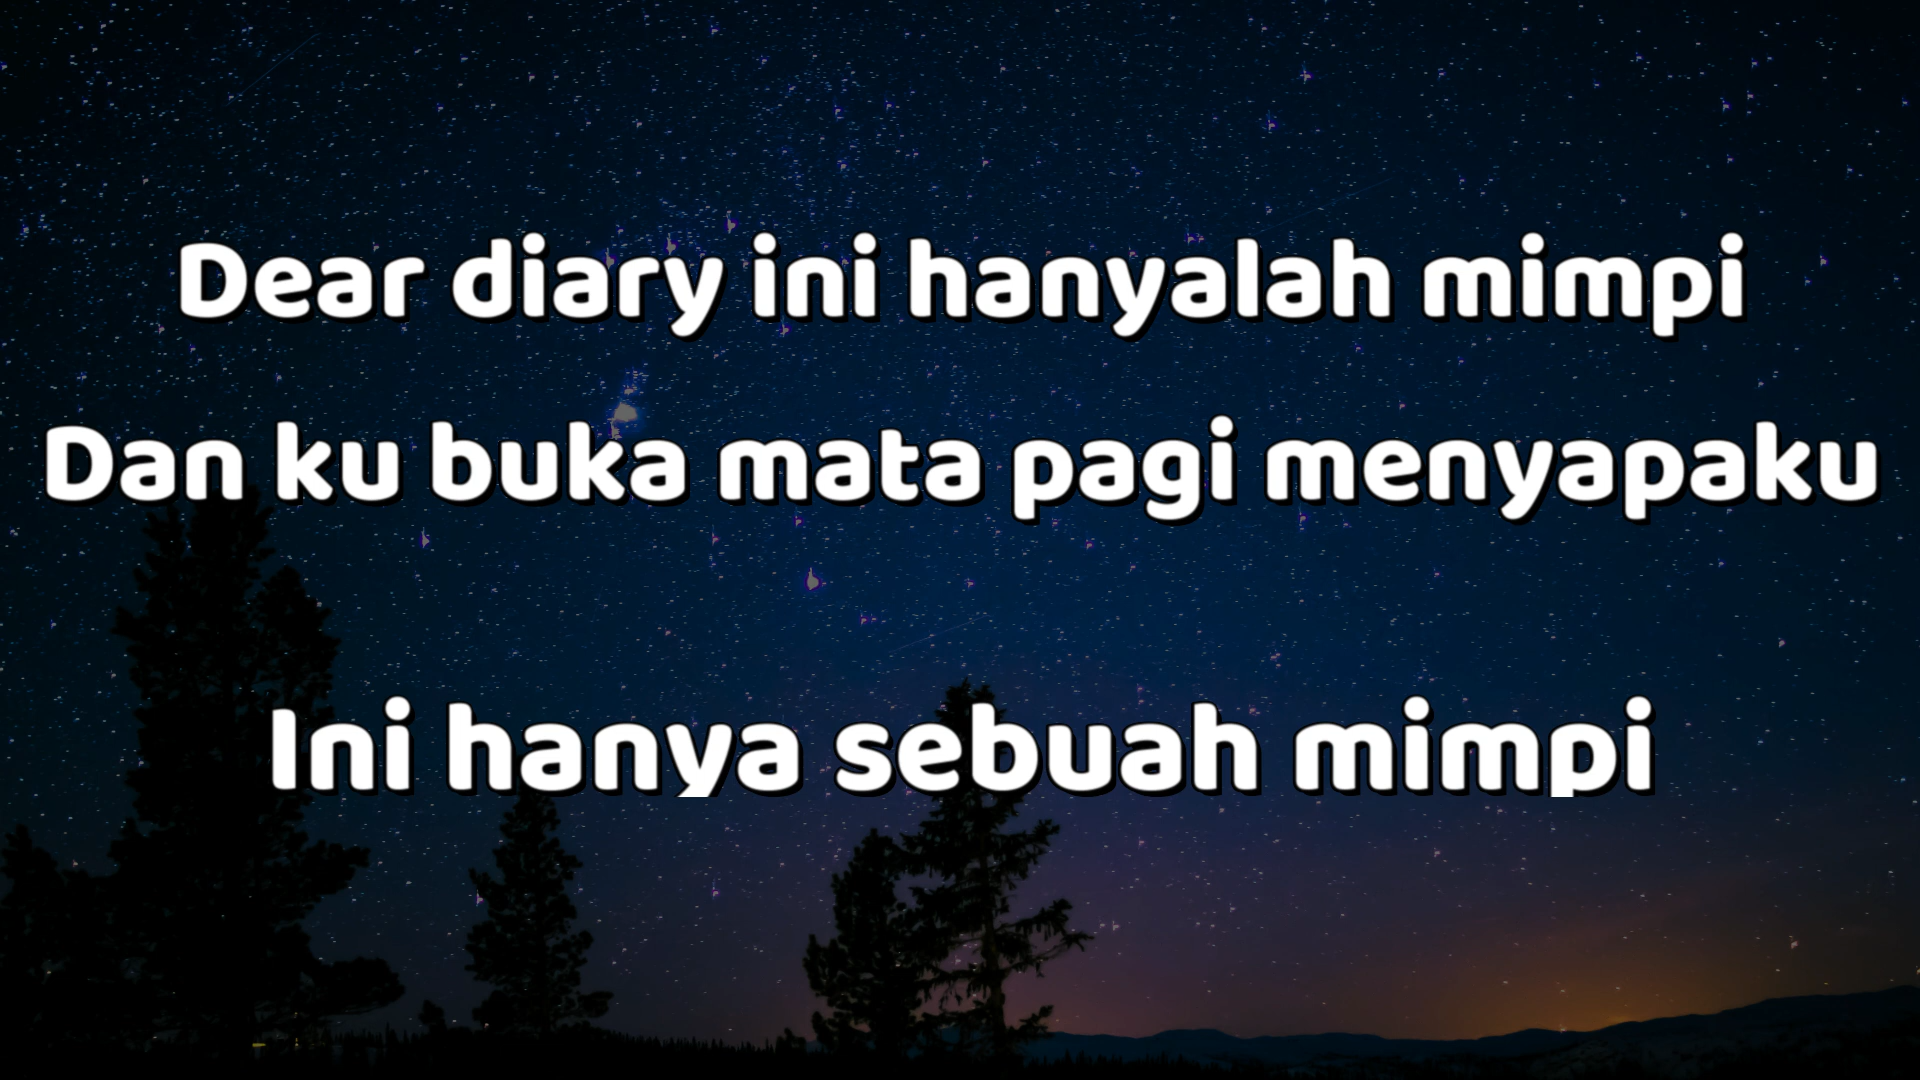 Dear diary ini hanyalah mimpi
Dan ku buka mata pagi menyapaku
Ini hanya sebuah mimpi